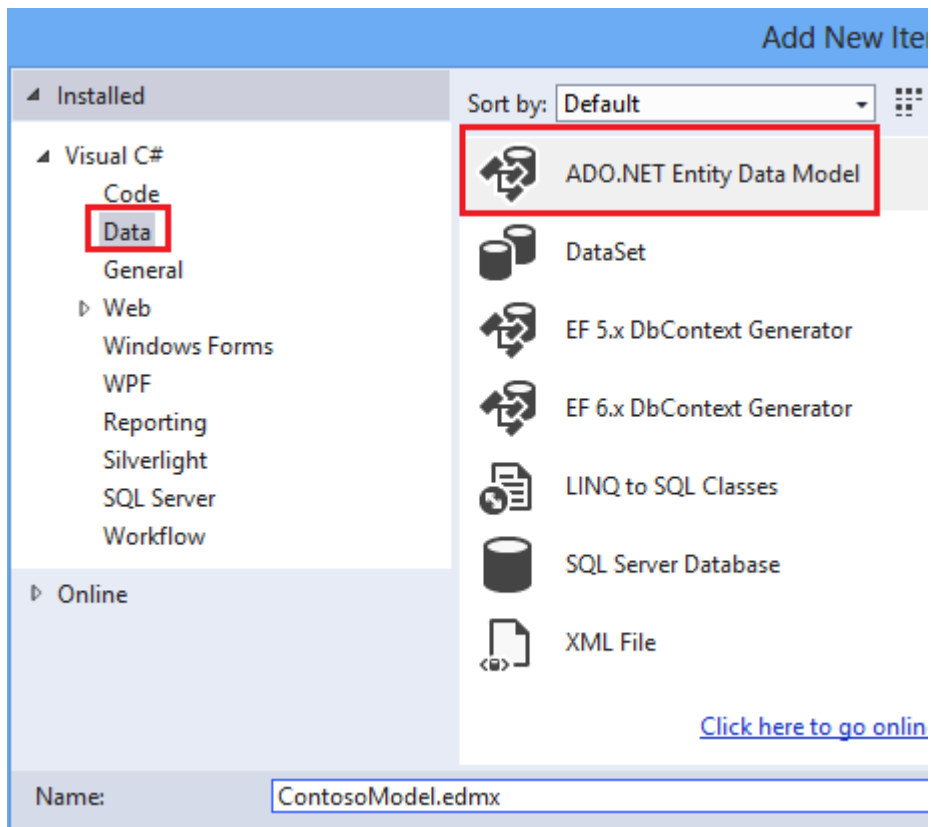 Add New Ite
Installed
Visual C#
Code
Data
General
Web
Windows Forms
WPF
Reporting
Silverlight
SQL Server
Workflow
Online
Sort by: Default
ADO.NET Entity Data Model
DataSet
EF 5.x DbContext Generator
EF 6.x DbContext Generator
LINQ to SQL Classes
SQL Server Database
XML File
Click here to go onlin
Name: ContosoModel.edmx